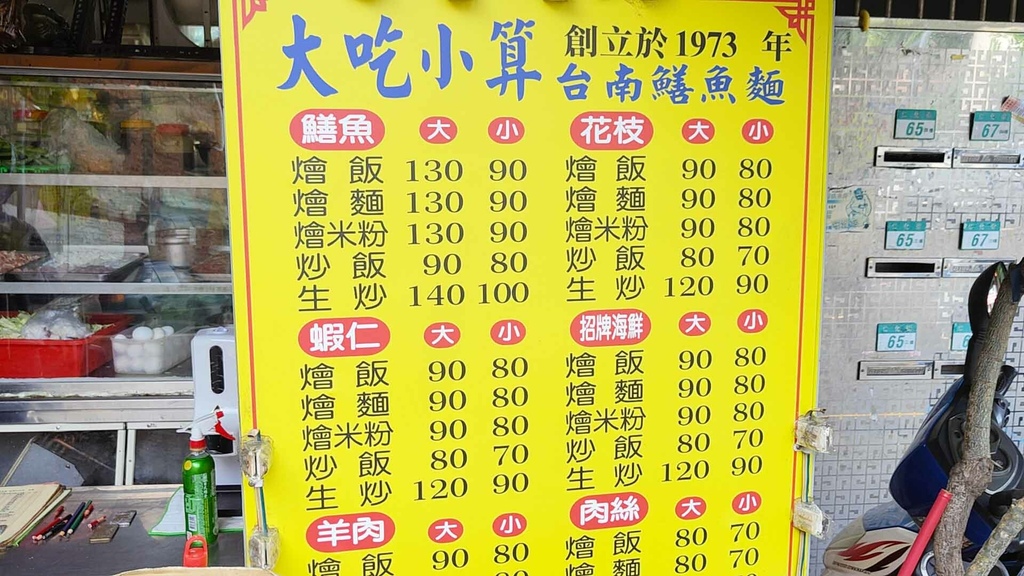 大吃小算 創立於1973 年
台南鱔魚麵
鱔魚 大 小
燴飯 130 90
燴麵 130 90
燴米粉 130 90
炒飯 90 80
生炒 140 100
花枝 大 小
燴飯 90 80
燴麵 90 80
燴米粉 90 80
炒飯 80 70
生炒 120 90
蝦仁 大 小
燴飯 90 80
燴麵 90 80
燴米粉 90 80
炒飯 80 70
生炒 120 90
招牌海鮮 大 小
燴飯 90 80
燴麵 90 80
燴米粉 90 80
炒飯 80 70
生炒 120 90
羊肉 大 小
燴飯 90 80
肉絲 大 小
燴飯 80 70
燴麵 80 70
65
67
65
67
65